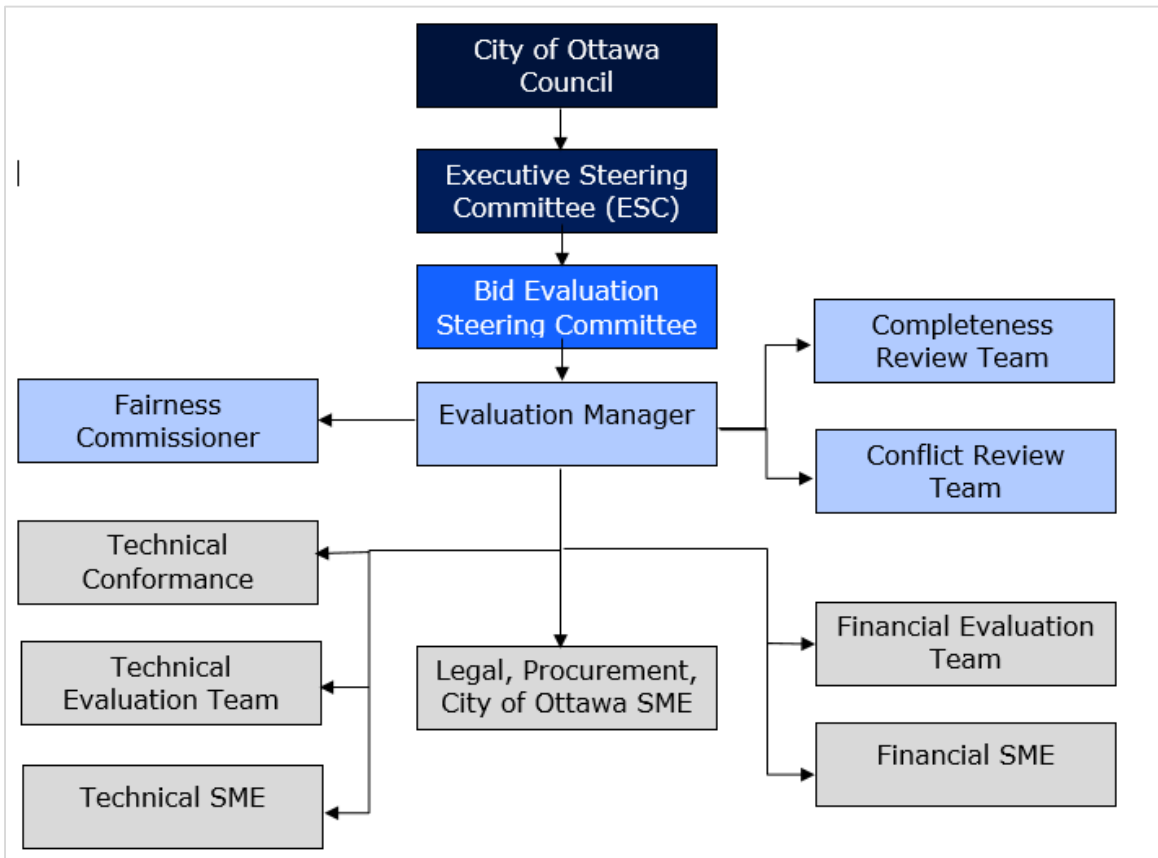 City of Ottawa
Council
Executive Steering
Committee (ESC)
Bid Evaluation
Steering Committee
Completeness
Review Team
Fairness
Commissioner
Evaluation Manager
Conflict Review
Team
Technical
Conformance
Financial Evaluation
Team
Technical
Evaluation Team
Legal, Procurement,
City of Ottawa SME
Financial SME
Technical SME